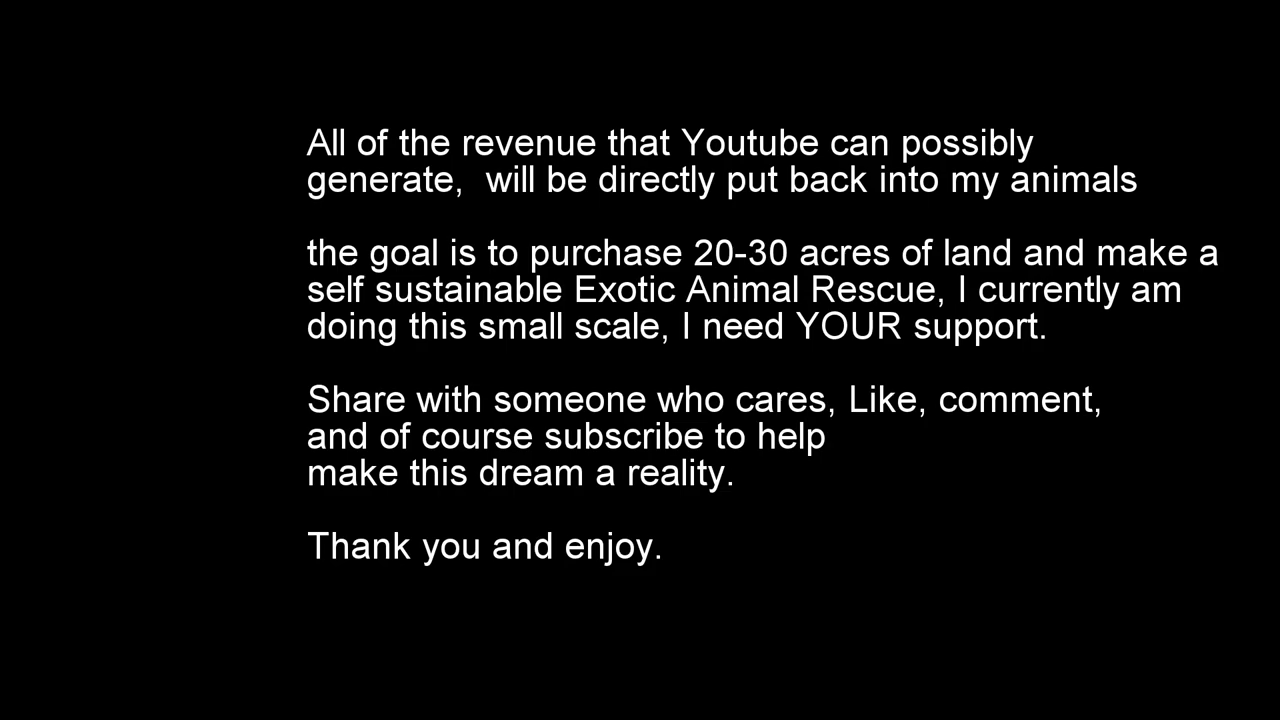 All of the revenue that Youtube can possibly
generate,  will be directly put back into my animals
the goal is to purchase 20-30 acres of land and make a
self sustainable Exotic Animal Rescue, I currently am
doing this small scale, I need YOUR support.
Share with someone who cares, Like, comment,
and of course subscribe to help
make this dream a reality.
Thank you and enjoy.